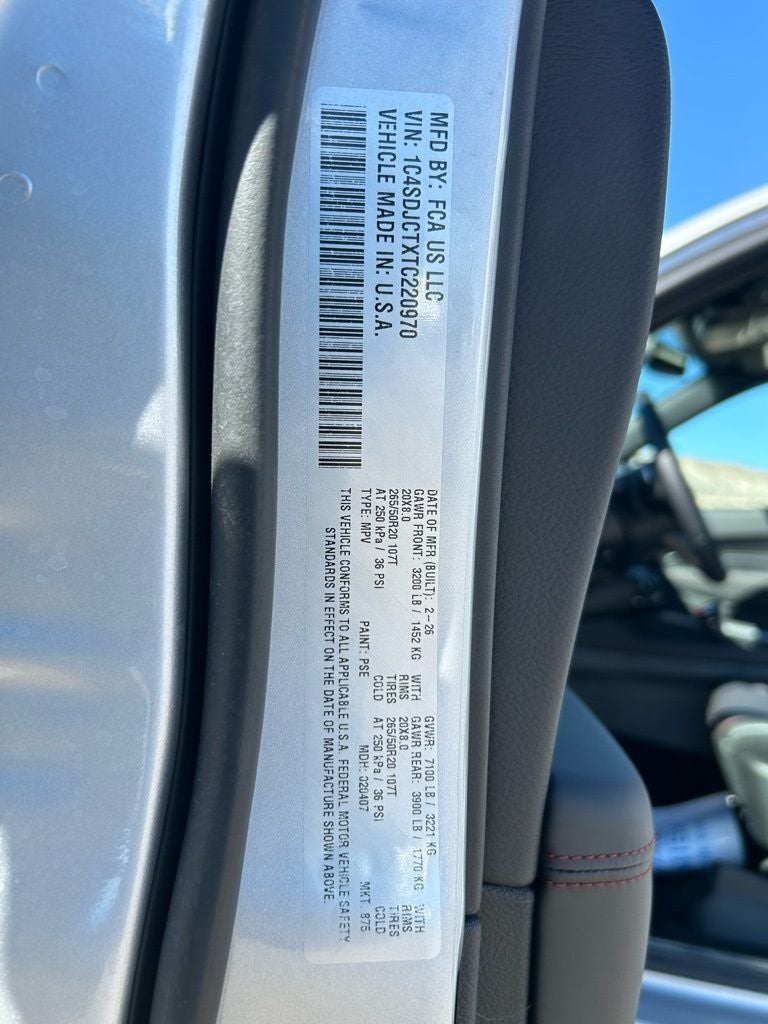 MFD BY: FCA US LLC
VIN: 1C4SDJCTXTC220970
VEHICLE MADE IN: U.S.A.
DATE OF MFR (BUILT): 2-26 GVWR: 7100 LB / 3221 KG
GAWR FRONT: 3200 LB / 1452 KG WITH GAWR REAR: 3900 LB / 1770 KG WITH
20X8.0 RIMS 20X8.0 RIMS
265/50R20 107T TIRES 265/50R20 107T TIRES
AT 250 kPa / 36 PSI COLD AT 250 kPa / 36 PSI COLD
TYPE: MPV PAINT: PSE MDH: 020407 MKT: 875
THIS VEHICLE CONFORMS TO ALL APPLICABLE U.S.A. FEDERAL MOTOR VEHICLE SAFETY
STANDARDS IN EFFECT ON THE DATE OF MANUFACTURE SHOWN ABOVE.